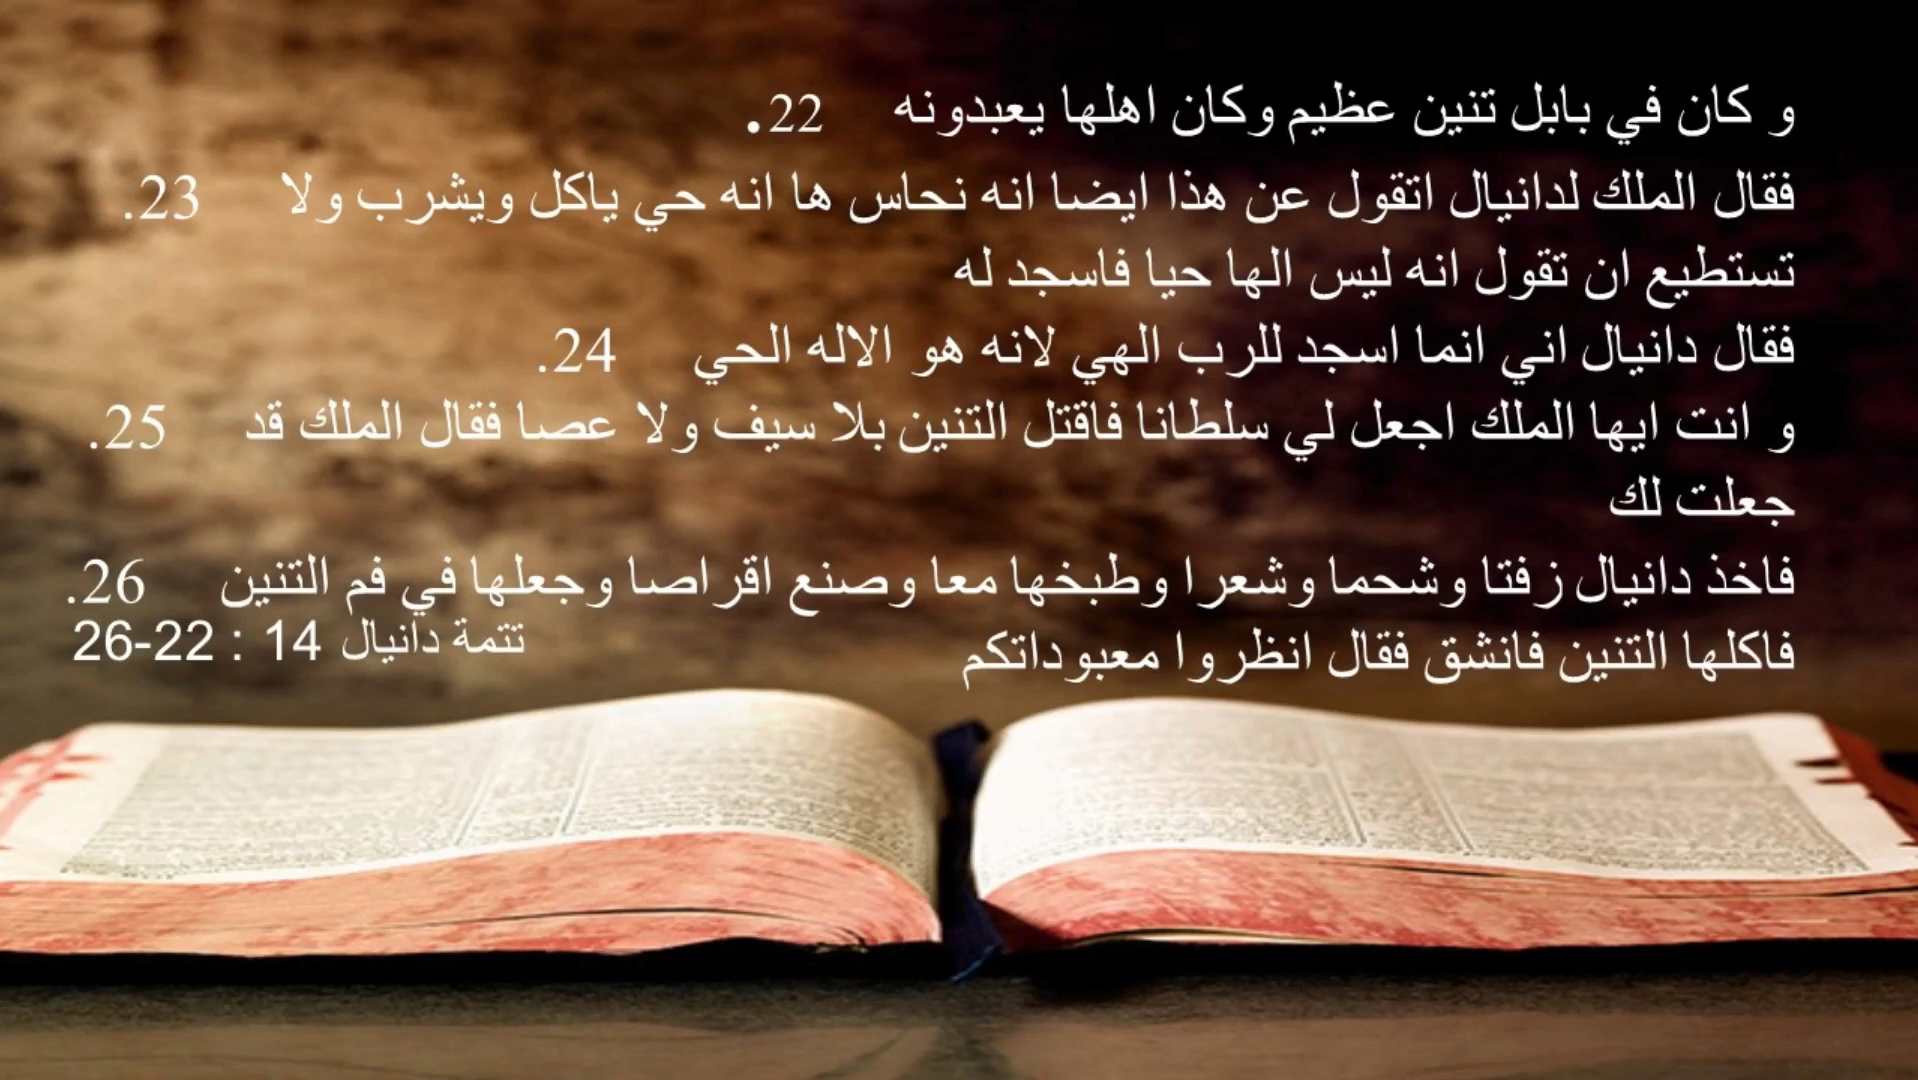 و كان في بابل تنين عظيم وكان اهلها يعبدونه 22.
فقال الملك لدانيال اتقول عن هذا ايضا انه نحاس ها انه حي ياكل ويشرب ولا 23.
تستطيع ان تقول انه ليس الها حيا فاسجد له
فقال دانيال اني انما اسجد للرب الهي لانه هو الاله الحي 24.
و انت ايها الملك اجعل لي سلطانا فاقتل التنين بلا سيف ولا عصا فقال الملك قد 25.
جعلت لك
فاخذ دانيال زفتا وشحما وشعرا وطبخها معا وصنع اقراصا وجعلها في فم التنين 26.
فاكلها التنين فانشق فقال انظروا معبوداتكم
تتمة دانيال 14 : 22-26